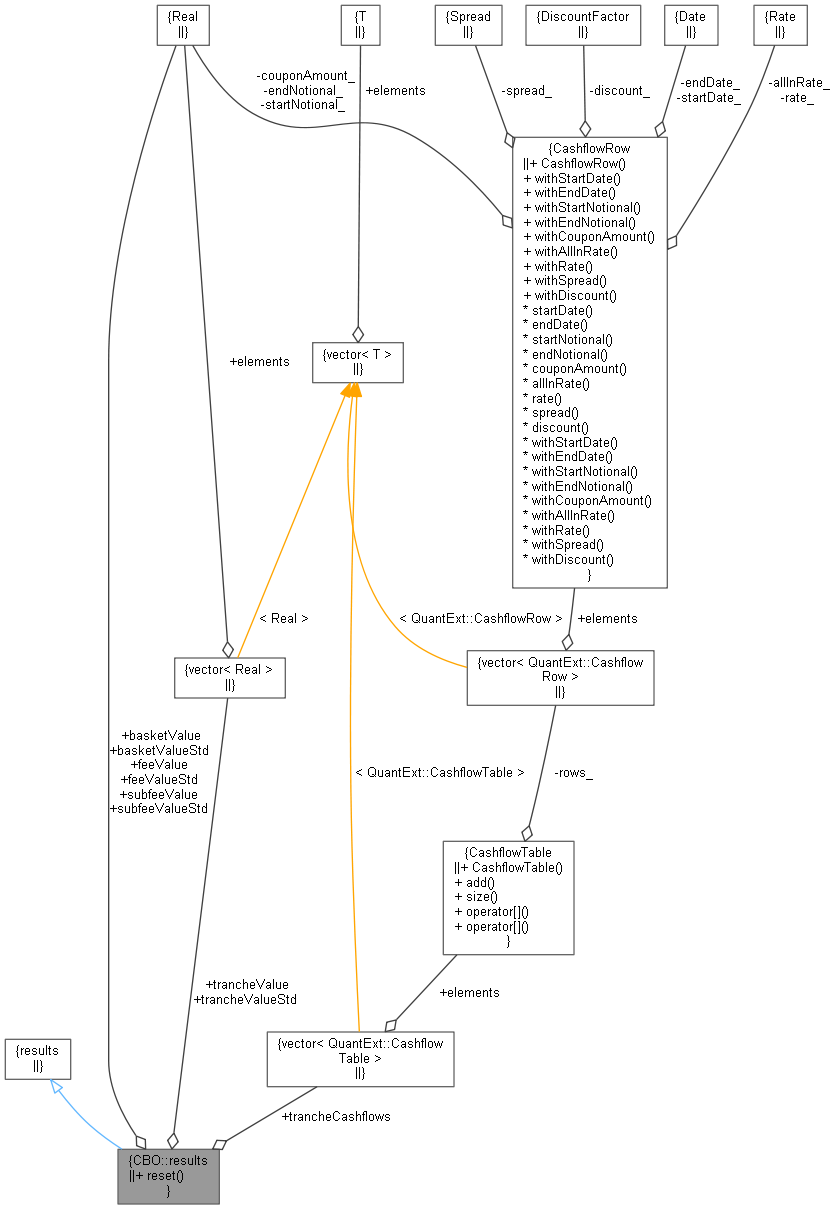 {Real
||}
{T
||}
{Spread
||}
{DiscountFactor
||}
{Date
||}
{Rate
||}
-couponAmount_
-endNotional_
-startNotional_
+elements
-spread_
-discount_
-endDate_
-startDate_
-allInRate_
-rate_
{CashflowRow
||+ CashflowRow()
+ withStartDate()
+ withEndDate()
+ withStartNotional()
+ withEndNotional()
+ withCouponAmount()
+ withAllInRate()
+ withRate()
+ withSpread()
+ withDiscount()
* startDate()
* endDate()
* startNotional()
* endNotional()
* couponAmount()
* allInRate()
* rate()
* spread()
* discount()
* withStartDate()
* withEndDate()
* withStartNotional()
* withEndNotional()
* withCouponAmount()
* withAllInRate()
* withRate()
* withSpread()
* withDiscount()
}
{vector< T >
||}
+elements
< Real >
< QuantExt::CashflowRow >
+elements
{vector< Real >
||}
{vector< QuantExt::Cashflow
Row >
||}
+basketValue
+basketValueStd
+feeValue
+feeValueStd
+subfeeValue
+subfeeValueStd
< QuantExt::CashflowTable >
-rows_
{CashflowTable
||+ CashflowTable()
+ add()
+ size()
+ operator[]()
+ operator[]()
}
+trancheValue
+trancheValueStd
+elements
{results
||}
{vector< QuantExt::Cashflow
Table >
||}
+trancheCashflows
{CBO::results
||+ reset()
}